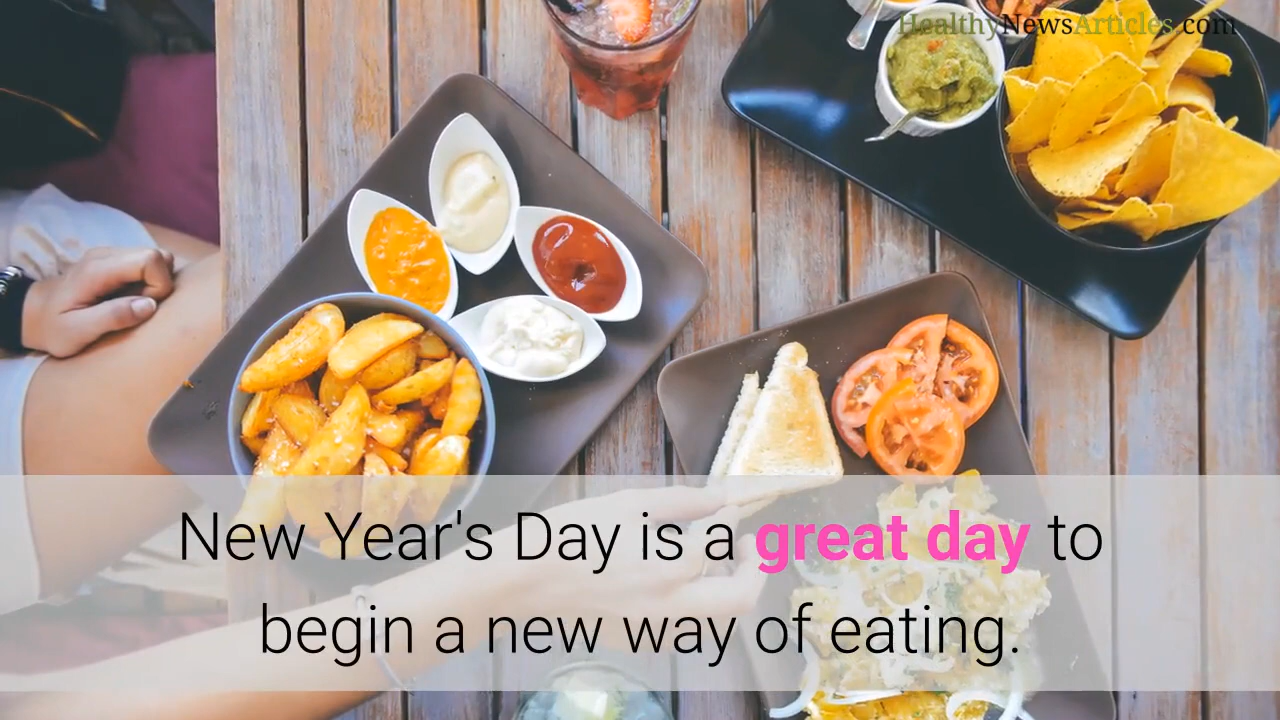 HealthyNewsArticles.com
New Year's Day is a great day to
begin a new way of eating.